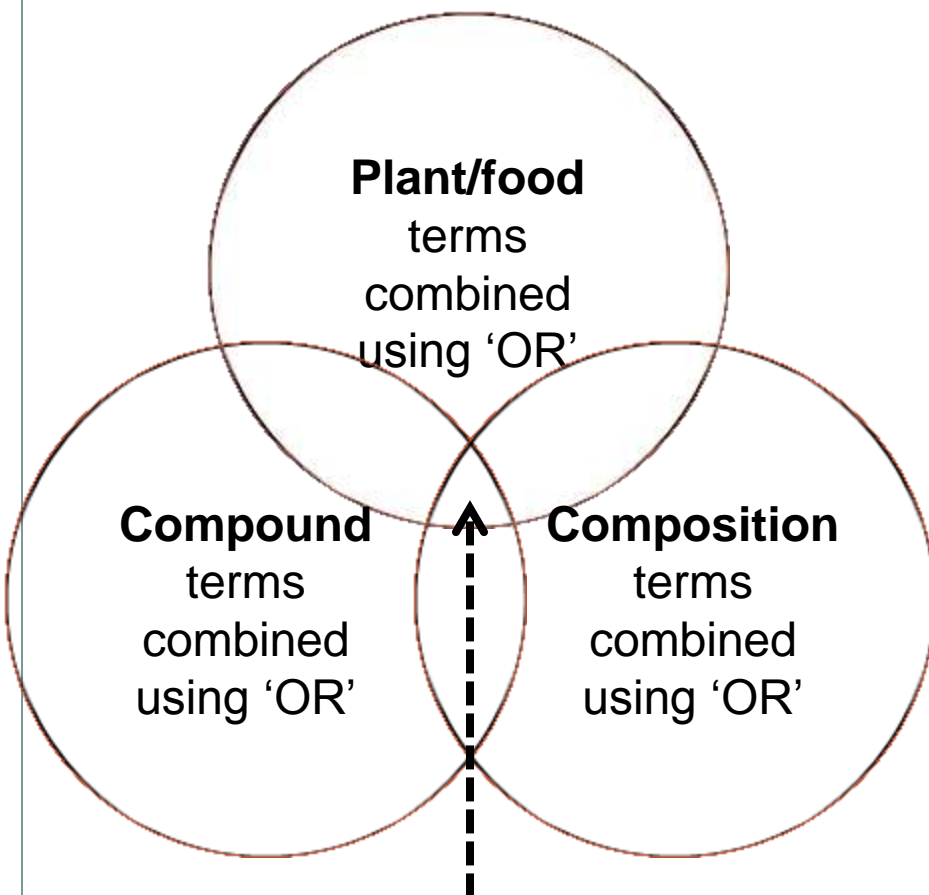 Plant/food
terms
combined
using ‘OR’
Compound
terms
combined
using ‘OR’
Composition
terms
combined
using ‘OR’